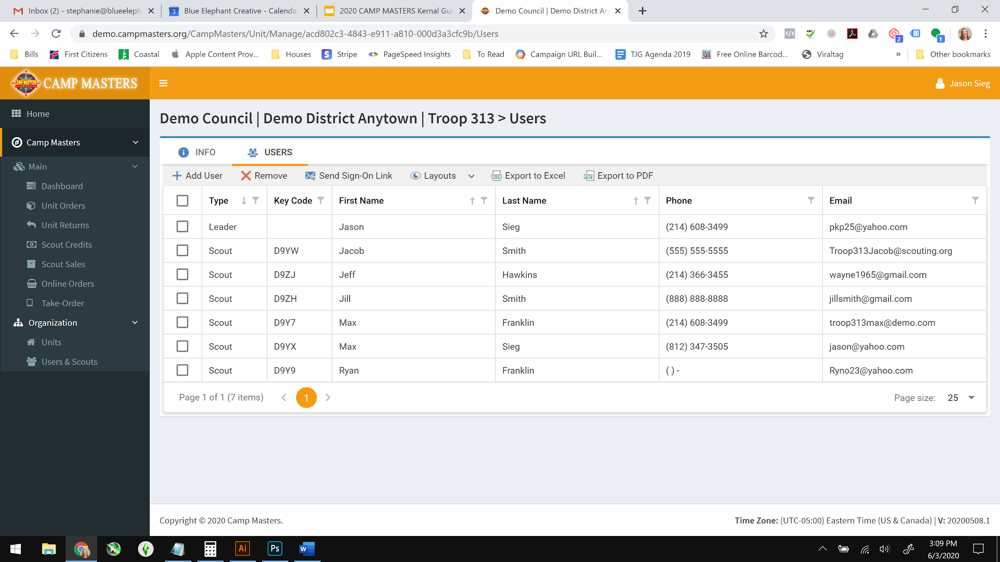 Inbox (2) - stephanie@blueeleph
Blue Elephant Creative - Calenda
2020 CAMP MASTERS Kernal Gui
Demo Council | Demo District An
demo.campmasters.org/CampMasters/Unit/Manage/acd802c3-4843-e911-a810-000d3a3cfc9b/Users
Bills First Citizens Coastal Apple Content Prov... Houses Stripe PageSpeed Insights To Read Campaign URL Buil... TJG Agenda 2019 Free Online Barcod... Viraltag » Other bookmarks
CAMP MASTERS
Jason Sieg
Home
Camp Masters
Main
Dashboard
Unit Orders
Unit Returns
Scout Credits
Scout Sales
Online Orders
Take-Order
Organization
Units
Users & Scouts
Demo Council | Demo District Anytown | Troop 313 > Users
INFO USERS
Add User Remove Send Sign-On Link Layouts Export to Excel Export to PDF
Type Key Code First Name Last Name Phone Email
Leader Jason Sieg (214) 608-3499 pkp25@yahoo.com
Scout D9YW Jacob Smith (555) 555-5555 Troop313Jacob@scouting.org
Scout D9ZJ Jeff Hawkins (214) 366-3455 wayne1965@gmail.com
Scout D9ZH Jill Smith (888) 888-8888 jillsmith@gmail.com
Scout D9Y7 Max Franklin (214) 608-3499 troop313max@demo.com
Scout D9YX Max Sieg (812) 347-3505 jason@yahoo.com
Scout D9Y9 Ryan Franklin ( ) - Ryno23@yahoo.com
Page 1 of 1 (7 items) 1 Page size: 25
Copyright © 2020 Camp Masters.
Time Zone: (UTC-05:00) Eastern Time (US & Canada) | V: 20200508.1
Ai Ps W
3:09 PM
6/3/2020